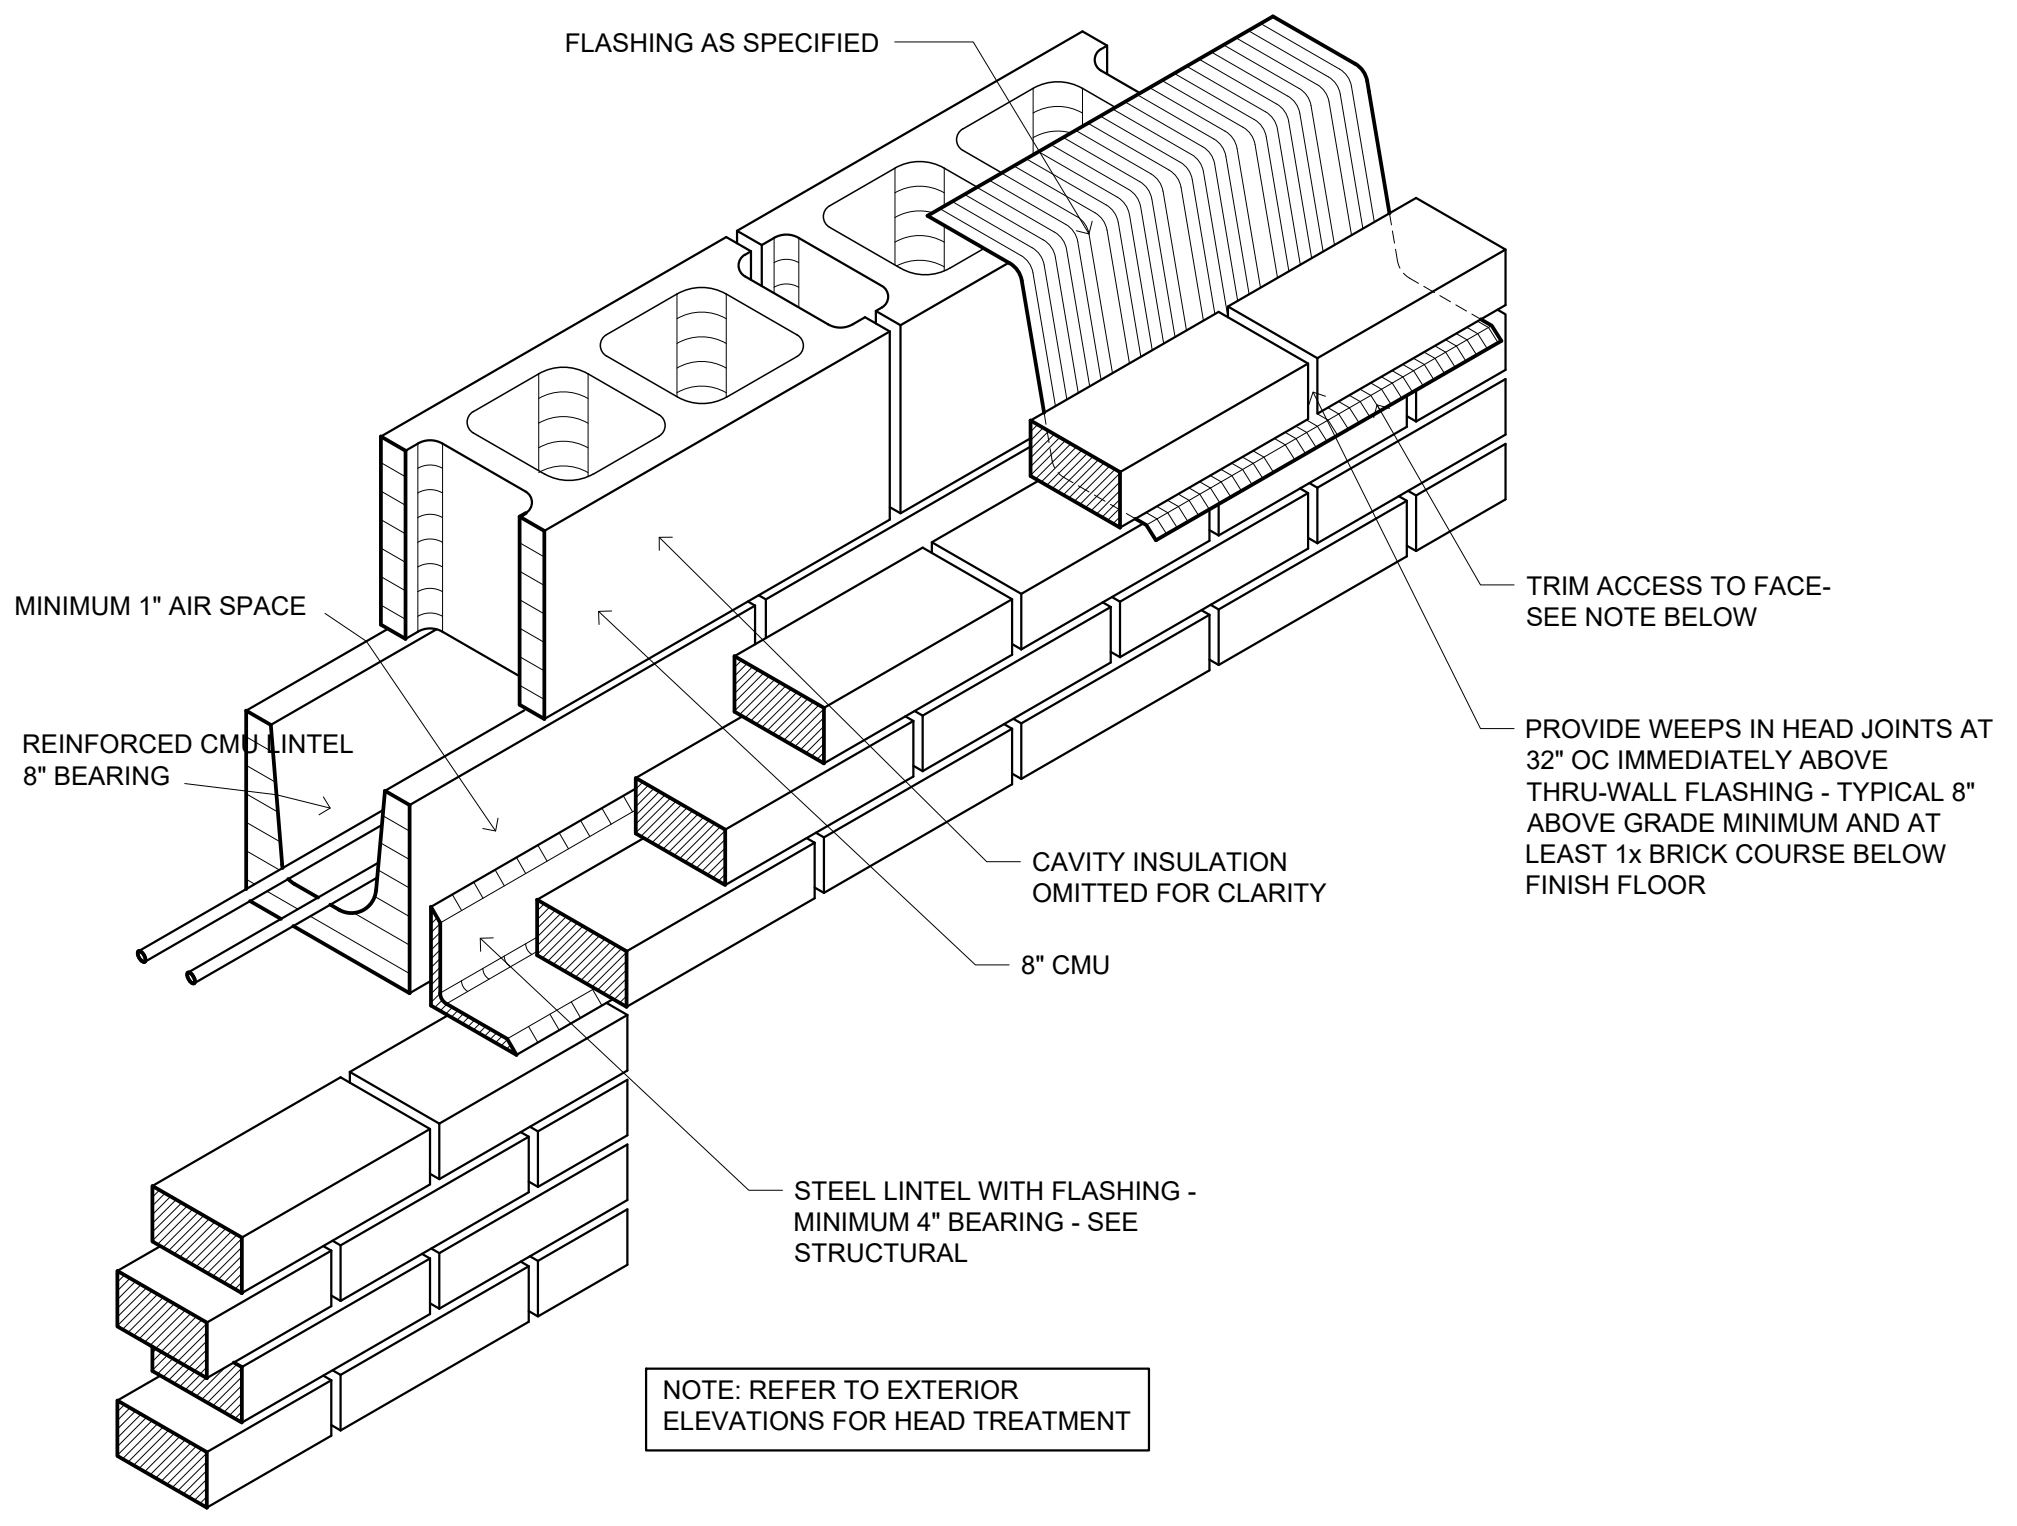 FLASHING AS SPECIFIED
MINIMUM 1" AIR SPACE
REINFORCED CMU LINTEL
8" BEARING
TRIM ACCESS TO FACE-
SEE NOTE BELOW
PROVIDE WEEPS IN HEAD JOINTS AT
32" OC IMMEDIATELY ABOVE
THRU-WALL FLASHING - TYPICAL 8"
ABOVE GRADE MINIMUM AND AT
LEAST 1x BRICK COURSE BELOW
FINISH FLOOR
CAVITY INSULATION
OMITTED FOR CLARITY
8" CMU
STEEL LINTEL WITH FLASHING -
MINIMUM 4" BEARING - SEE
STRUCTURAL
NOTE: REFER TO EXTERIOR
ELEVATIONS FOR HEAD TREATMENT